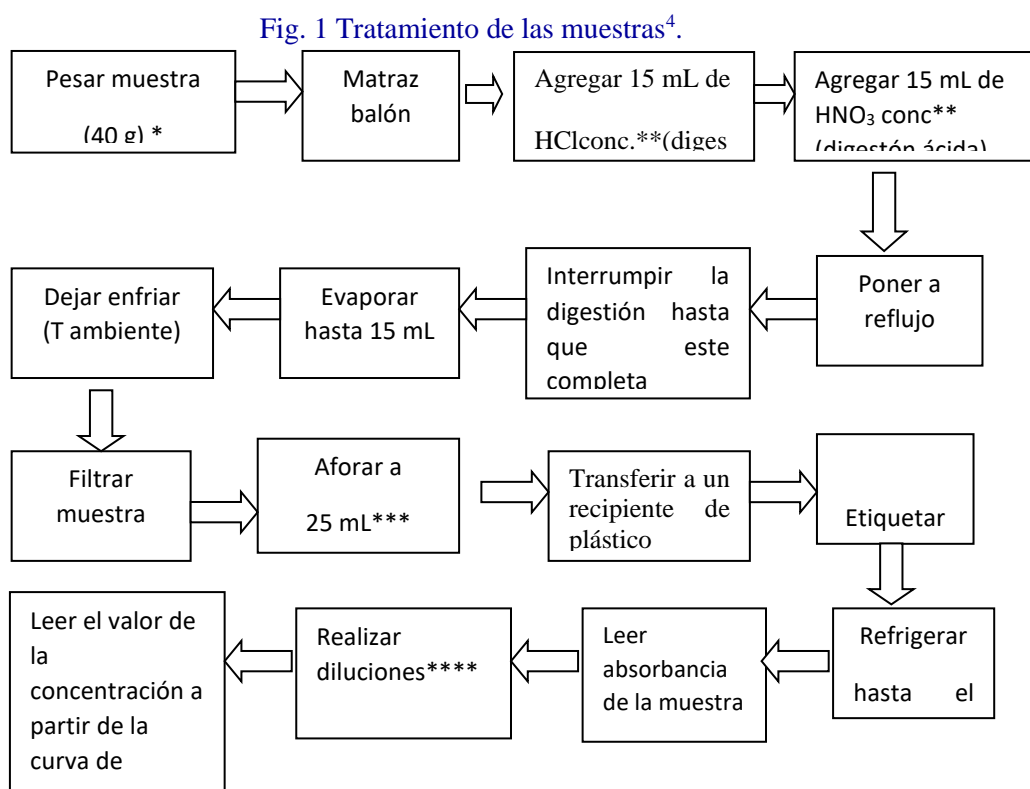 Fig. 1 Tratamiento de las muestras⁴.
Pesar muestra
(40 g) *
Matraz
balón
Agregar 15 mL de
HClconc.**(diges
Agregar 15 mL de
HNO₃ conc**
(digestón ácida)
Poner a
reflujo
Interrumpir la
digestión hasta
que este
completa
Evaporar
hasta 15 mL
Dejar enfriar
(T ambiente)
Filtrar
muestra
Aforar a
25 mL***
Transferir a un
recipiente de
plástico
Etiquetar
Refrigerar
hasta el
Leer
absorbancia
de la muestra
Realizar
diluciones****
Leer el valor de
la
concentración a
partir de la
curva de